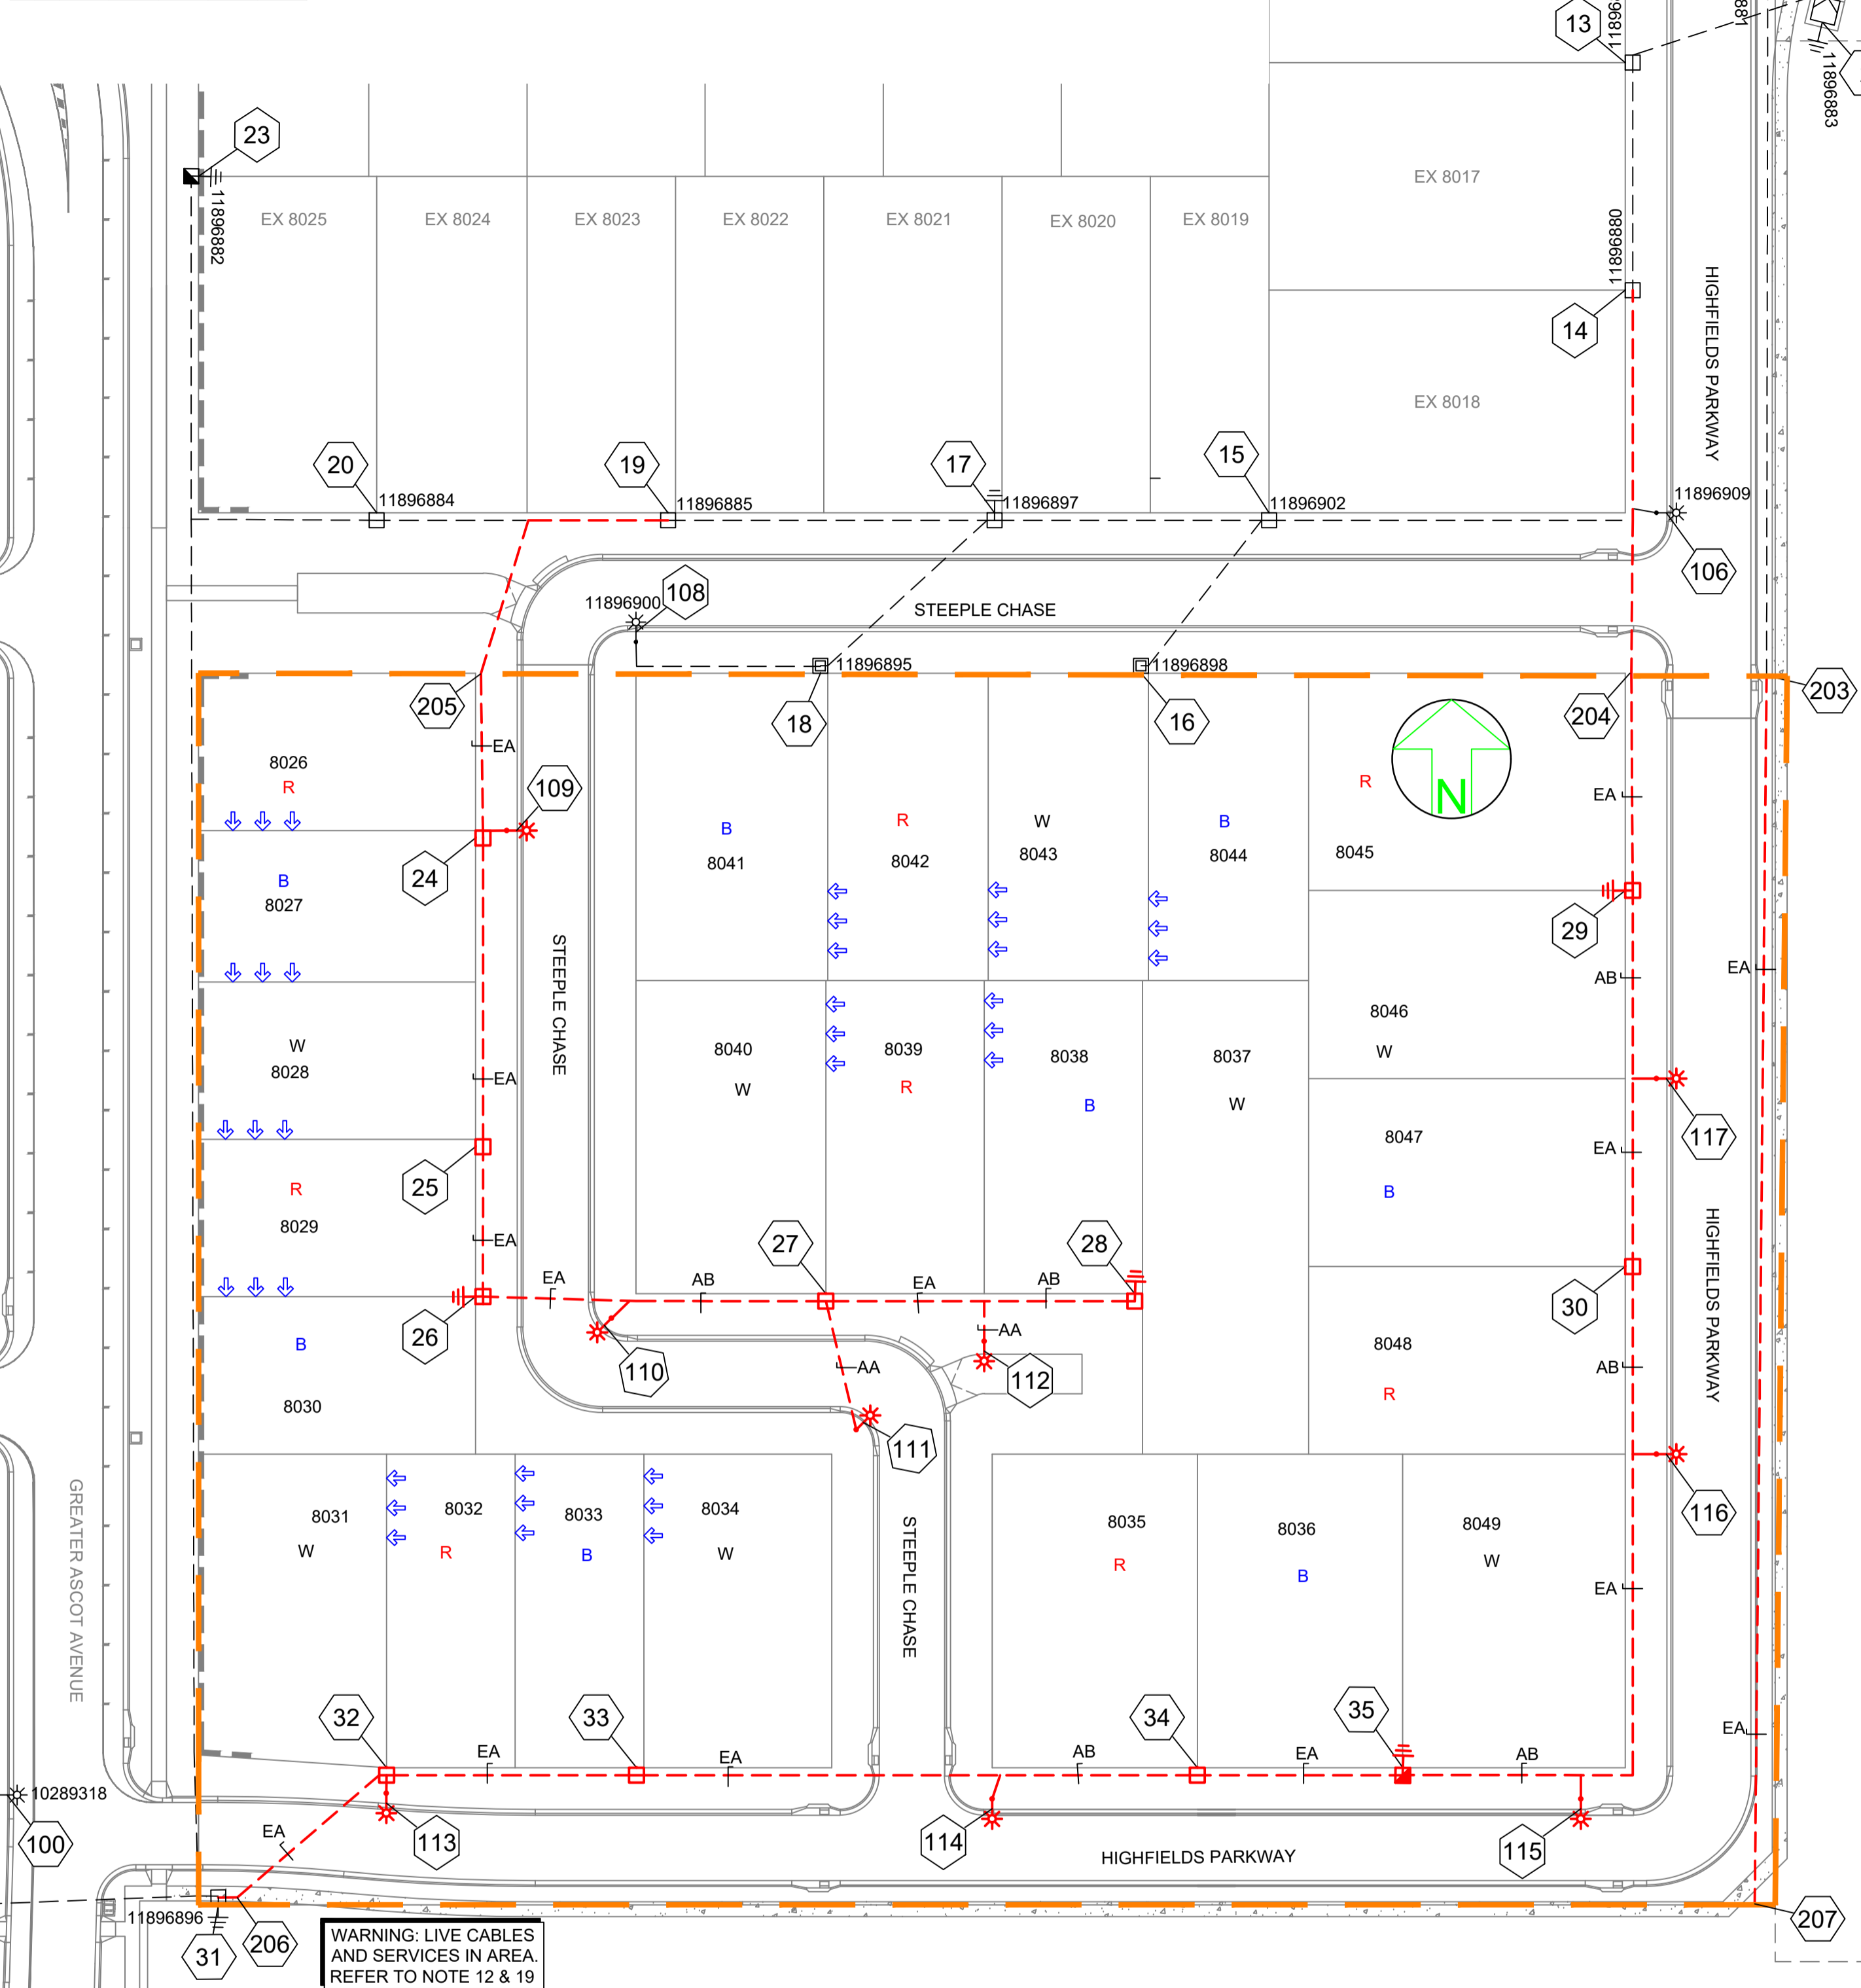 13
118969
881
11896883
23
11896882
EX 8017
EX 8025
EX 8024
EX 8023
EX 8022
EX 8021
EX 8020
EX 8019
11896880
HIGHFIELDS PARKWAY
14
EX 8018
20
19
17
15
11896884
11896885
11896897
11896902
11896909
106
11896900
108
STEEPLE CHASE
11896895
11896898
205
18
16
204
203
EA
8026
R
109
N
R
EA
B
R
W
B
8041
8042
8043
8044
8045
24
B
8027
29
STEEPLE CHASE
AB
EA
8046
W
W
8028
EA
8040
W
8039
R
8038
B
8037
W
117
8047
EA
B
25
R
8029
EA
27
28
HIGHFIELDS PARKWAY
EA
AB
EA
AB
30
26
B
110
AA
AA
112
8048
AB
R
8030
111
GREATER ASCOT AVENUE
8031
W
8032
R
8033
B
8034
W
STEEPLE CHASE
8035
R
8036
B
8049
W
116
EA
32
33
34
35
EA
EA
EA
AB
EA
AB
10289318
100
EA
113
114
115
HIGHFIELDS PARKWAY
11896896
31
206
207
WARNING: LIVE CABLES
AND SERVICES IN AREA.
REFER TO NOTE 12 & 19